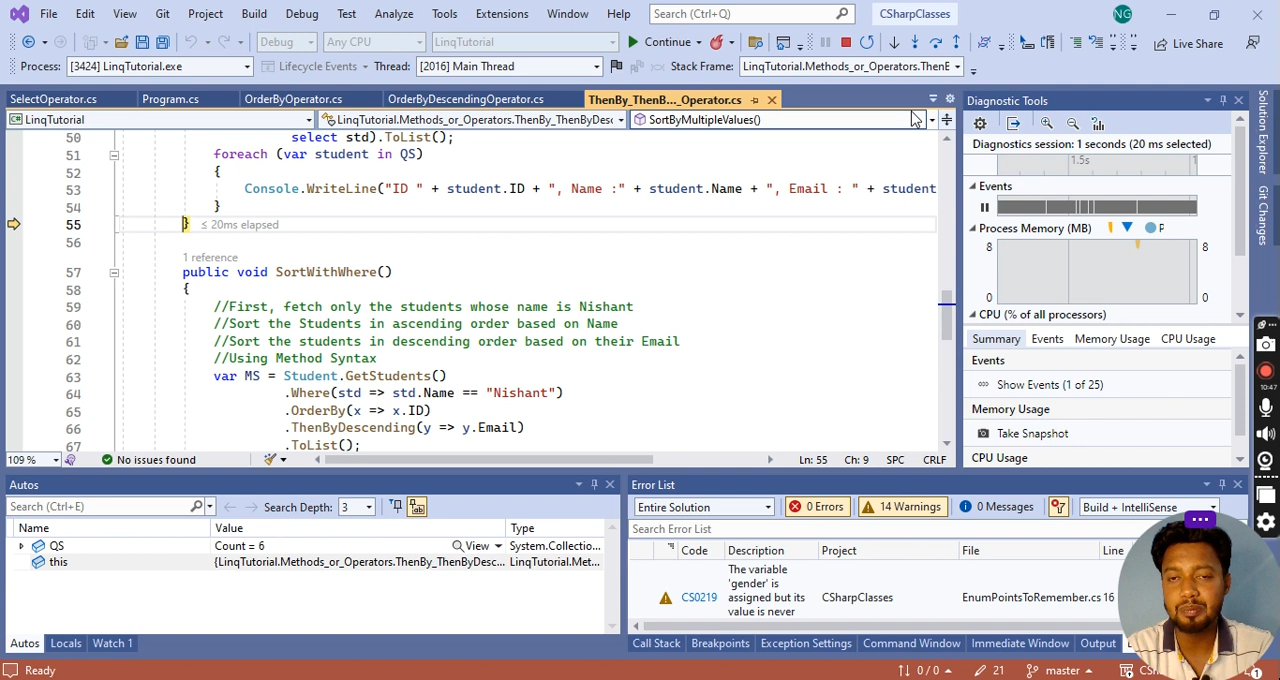 File Edit View Git Project Build Debug Test Analyze Tools Extensions Window Help Search (Ctrl+Q) CSharpClasses NG
Debug Any CPU LinqTutorial Continue Live Share
Process: [3424] LinqTutorial.exe Lifecycle Events Thread: [2016] Main Thread Stack Frame: LinqTutorial.Methods_or_Operators.ThenE
SelectOperator.cs Program.cs OrderByOperator.cs OrderByDescendingOperator.cs ThenBy_ThenB..._Operator.cs
LinqTutorial LinqTutorial.Methods_or_Operators.ThenBy_ThenByDesc SortByMultipleValues()
50 select std).ToList();
51 foreach (var student in QS)
52 {
53 Console.WriteLine("ID " + student.ID + ", Name :" + student.Name + ", Email : " + student
54 }
55 } ≤ 20ms elapsed
56
1 reference
57 public void SortWithWhere()
58 {
59 //First, fetch only the students whose name is Nishant
60 //Sort the Students in ascending order based on Name
61 //Sort the students in descending order based on their Email
62 //Using Method Syntax
63 var MS = Student.GetStudents()
64 .Where(std => std.Name == "Nishant")
65 .OrderBy(x => x.ID)
66 .ThenByDescending(y => y.Email)
67 .ToList();
109 % No issues found Ln: 55 Ch: 9 SPC CRLF
Diagnostic Tools
Diagnostics session: 1 seconds (20 ms selected)
1.5s
Events
Process Memory (MB) P
8 8
0 0
CPU (% of all processors)
Summary Events Memory Usage CPU Usage
Events
Show Events (1 of 25)
Memory Usage
Take Snapshot
CPU Usage
Solution Explorer
Git Changes
10:47
Autos
Search (Ctrl+E) Search Depth: 3
Name Value Type
QS Count = 6 View System.Collectio...
this {LinqTutorial.Methods_or_Operators.ThenBy_ThenByDesc... LinqTutorial.Met...
Autos Locals Watch 1
Error List
Entire Solution 0 Errors 14 Warnings 0 Messages Build + IntelliSense
Search Error List
Code Description Project File Line
CS0219 The variable 'gender' is assigned but its value is never CSharpClasses EnumPointsToRemember.cs 16
Call Stack Breakpoints Exception Settings Command Window Immediate Window Output
Ready 0 / 0 21 master 1